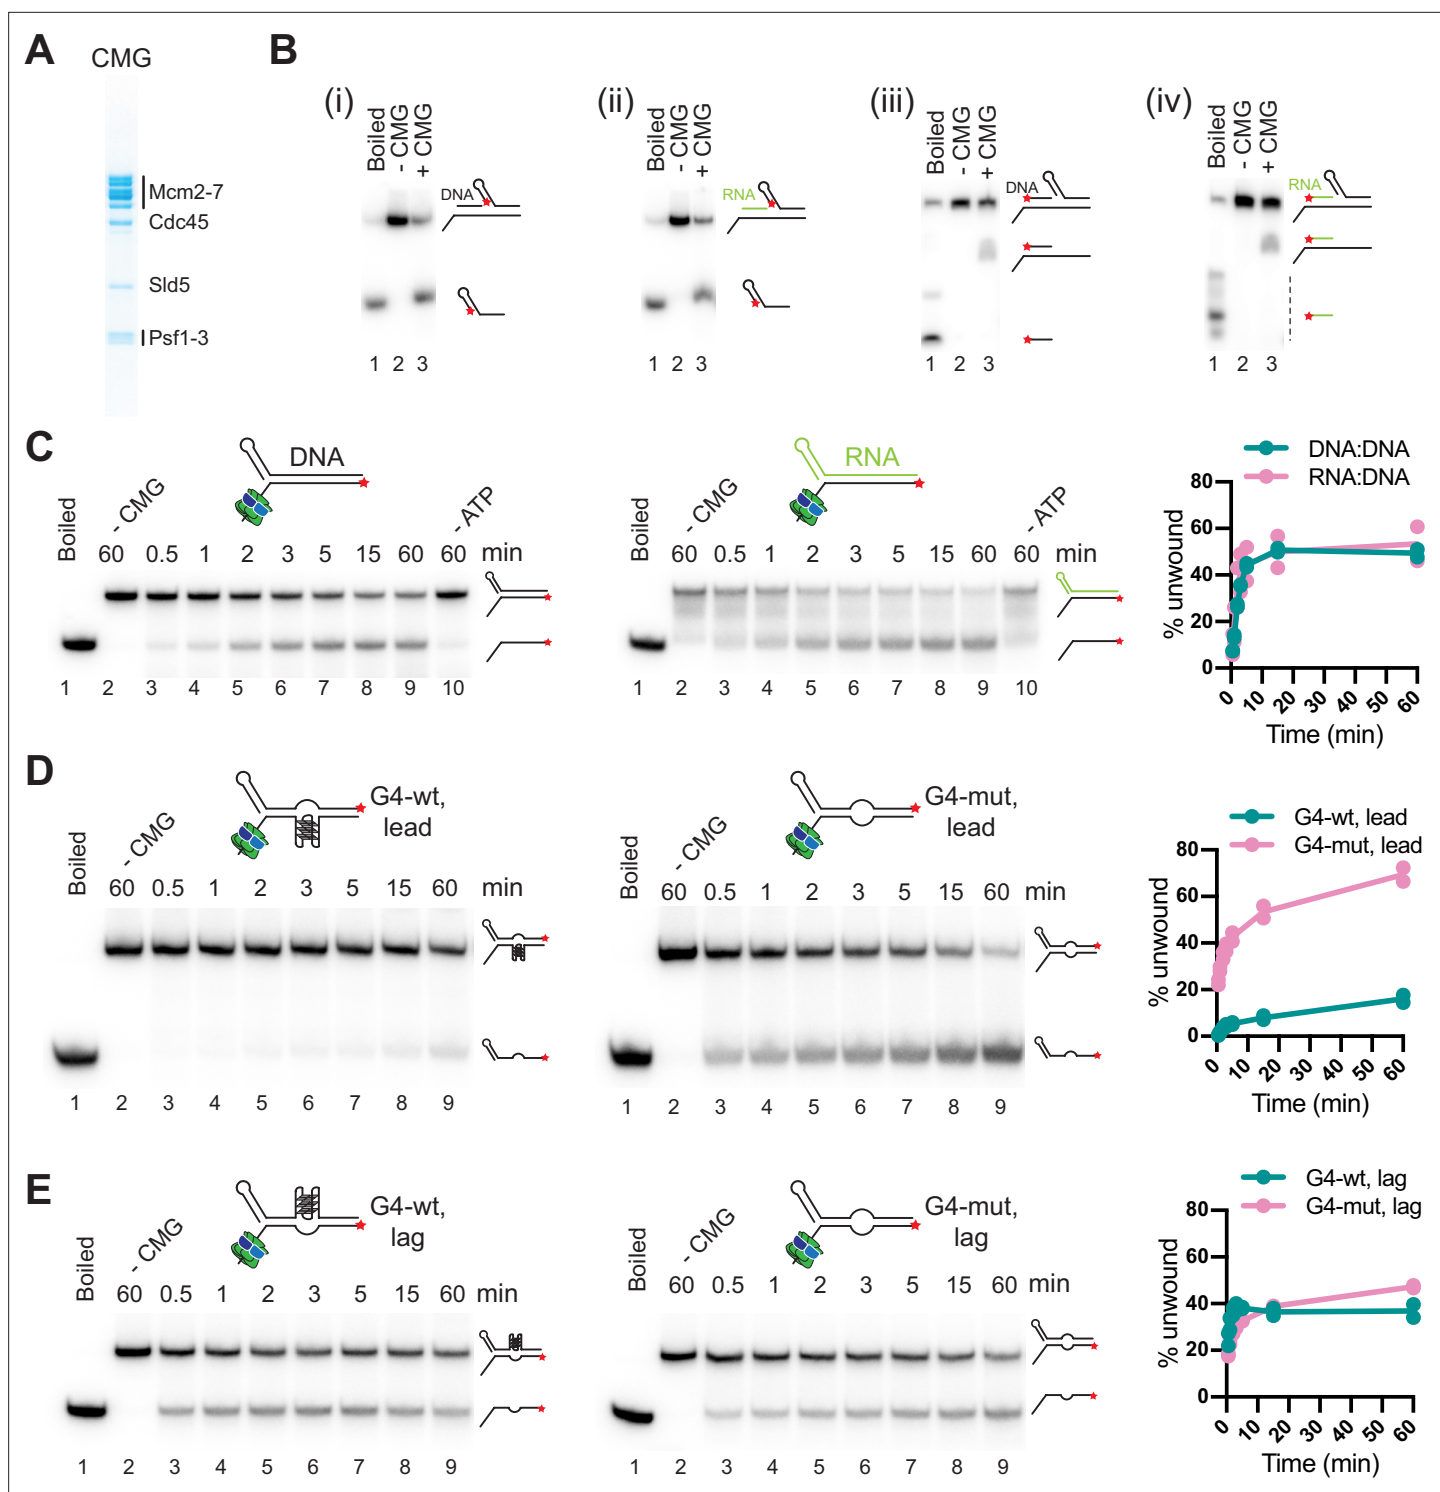 A
CMG
Mcm2-7
Cdc45
Sld5
Psf1-3
B
(i)
Boiled
- CMG
+ CMG
DNA
1 2 3
(ii)
Boiled
- CMG
+ CMG
RNA
1 2 3
(iii)
Boiled
- CMG
+ CMG
DNA
1 2 3
(iv)
Boiled
- CMG
+ CMG
RNA
1 2 3
C
DNA
Boiled
- CMG
- ATP
60 0.5 1 2 3 5 15 60 60 min
1 2 3 4 5 6 7 8 9 10
RNA
Boiled
- CMG
- ATP
60 0.5 1 2 3 5 15 60 60 min
1 2 3 4 5 6 7 8 9 10
DNA:DNA
RNA:DNA
% unwound
80
60
40
20
0
0 10 20 30 40 50 60
Time (min)
D
G4-wt,
lead
Boiled
- CMG
60 0.5 1 2 3 5 15 60 min
1 2 3 4 5 6 7 8 9
G4-mut,
lead
Boiled
- CMG
60 0.5 1 2 3 5 15 60
1 2 3 4 5 6 7 8 9
G4-wt, lead
G4-mut, lead
% unwound
80
60
40
20
0
0 10 20 30 40 50 60
Time (min)
E
G4-wt,
lag
Boiled
- CMG
60 0.5 1 2 3 5 15 60 min
1 2 3 4 5 6 7 8 9
G4-mut,
lag
Boiled
- CMG
60 0.5 1 2 3 5 15 60 min
1 2 3 4 5 6 7 8 9
G4-wt, lag
G4-mut, lag
% unwound
80
60
40
20
0
0 10 20 30 40 50 60
Time (min)